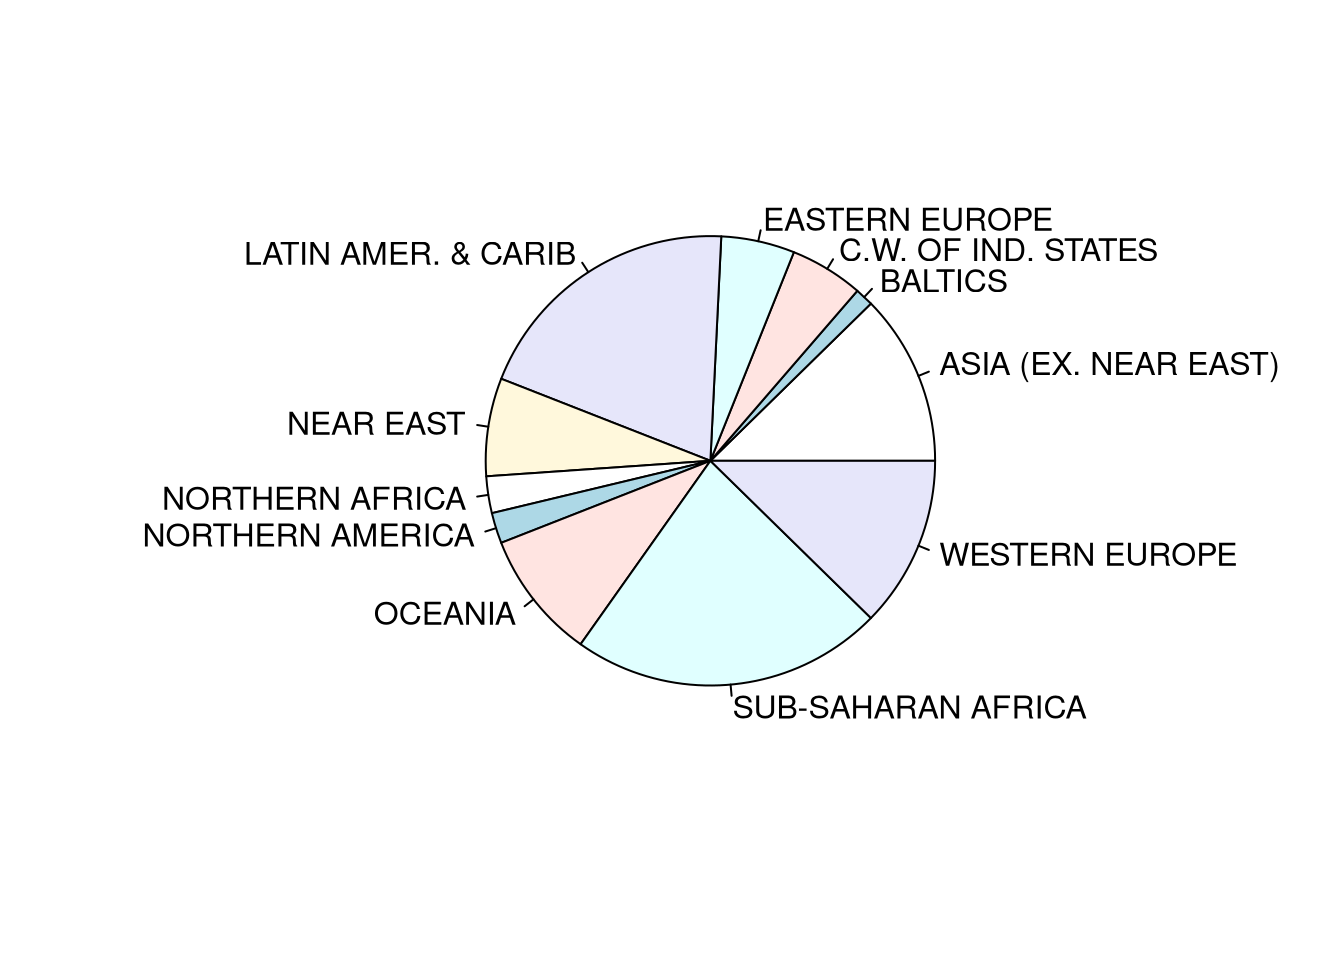 EASTERN EUROPE
LATIN AMER. & CARIB
C.W. OF IND. STATES
BALTICS
ASIA (EX. NEAR EAST)
NEAR EAST
NORTHERN AFRICA
NORTHERN AMERICA
WESTERN EUROPE
OCEANIA
SUB-SAHARAN AFRICA